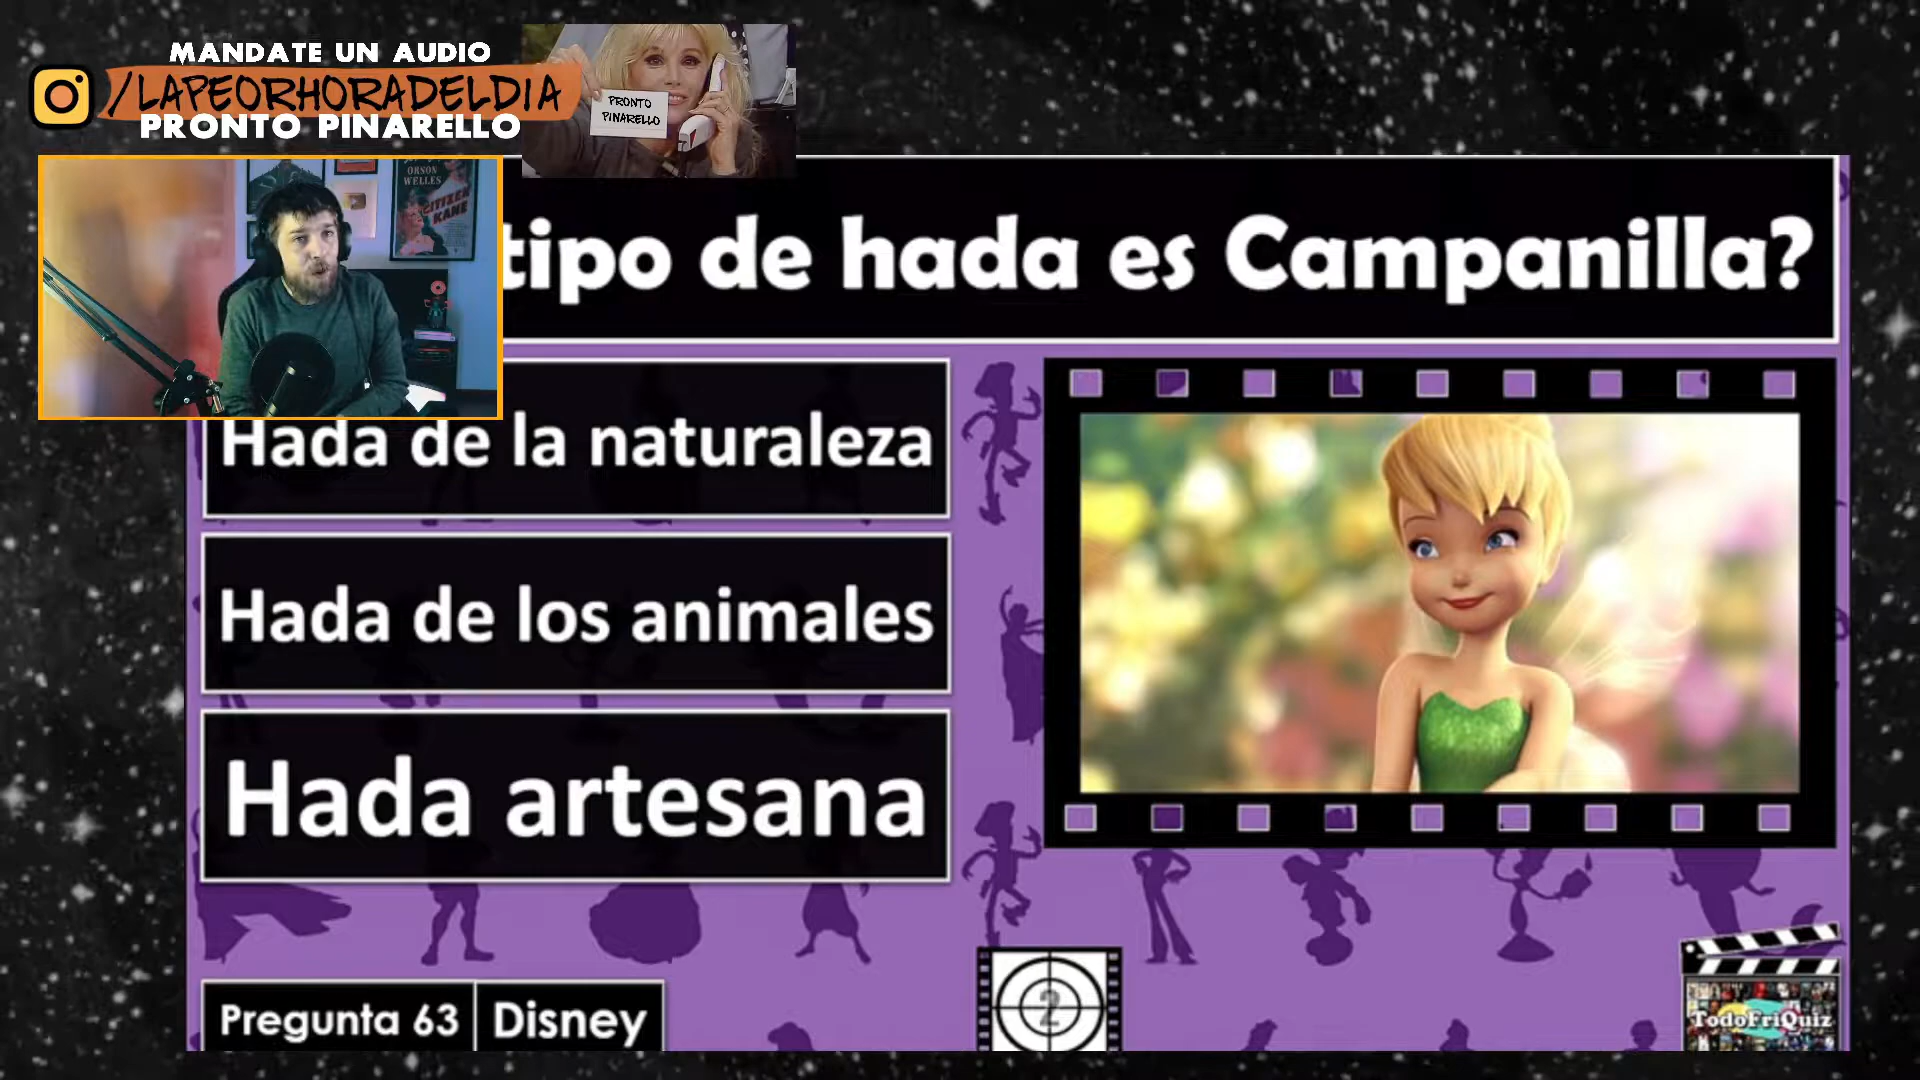 MANDATE UN AUDIO
/LAPEORHORADELDIA
PRONTO PINARELLO
PRONTO
PINARELLO
ORSON
WELLES
CITIZEN
KANE
tipo de hada es Campanilla?
Hada de la naturaleza
Hada de los animales
Hada artesana
Pregunta 63
Disney
2
TodoFriQuiz